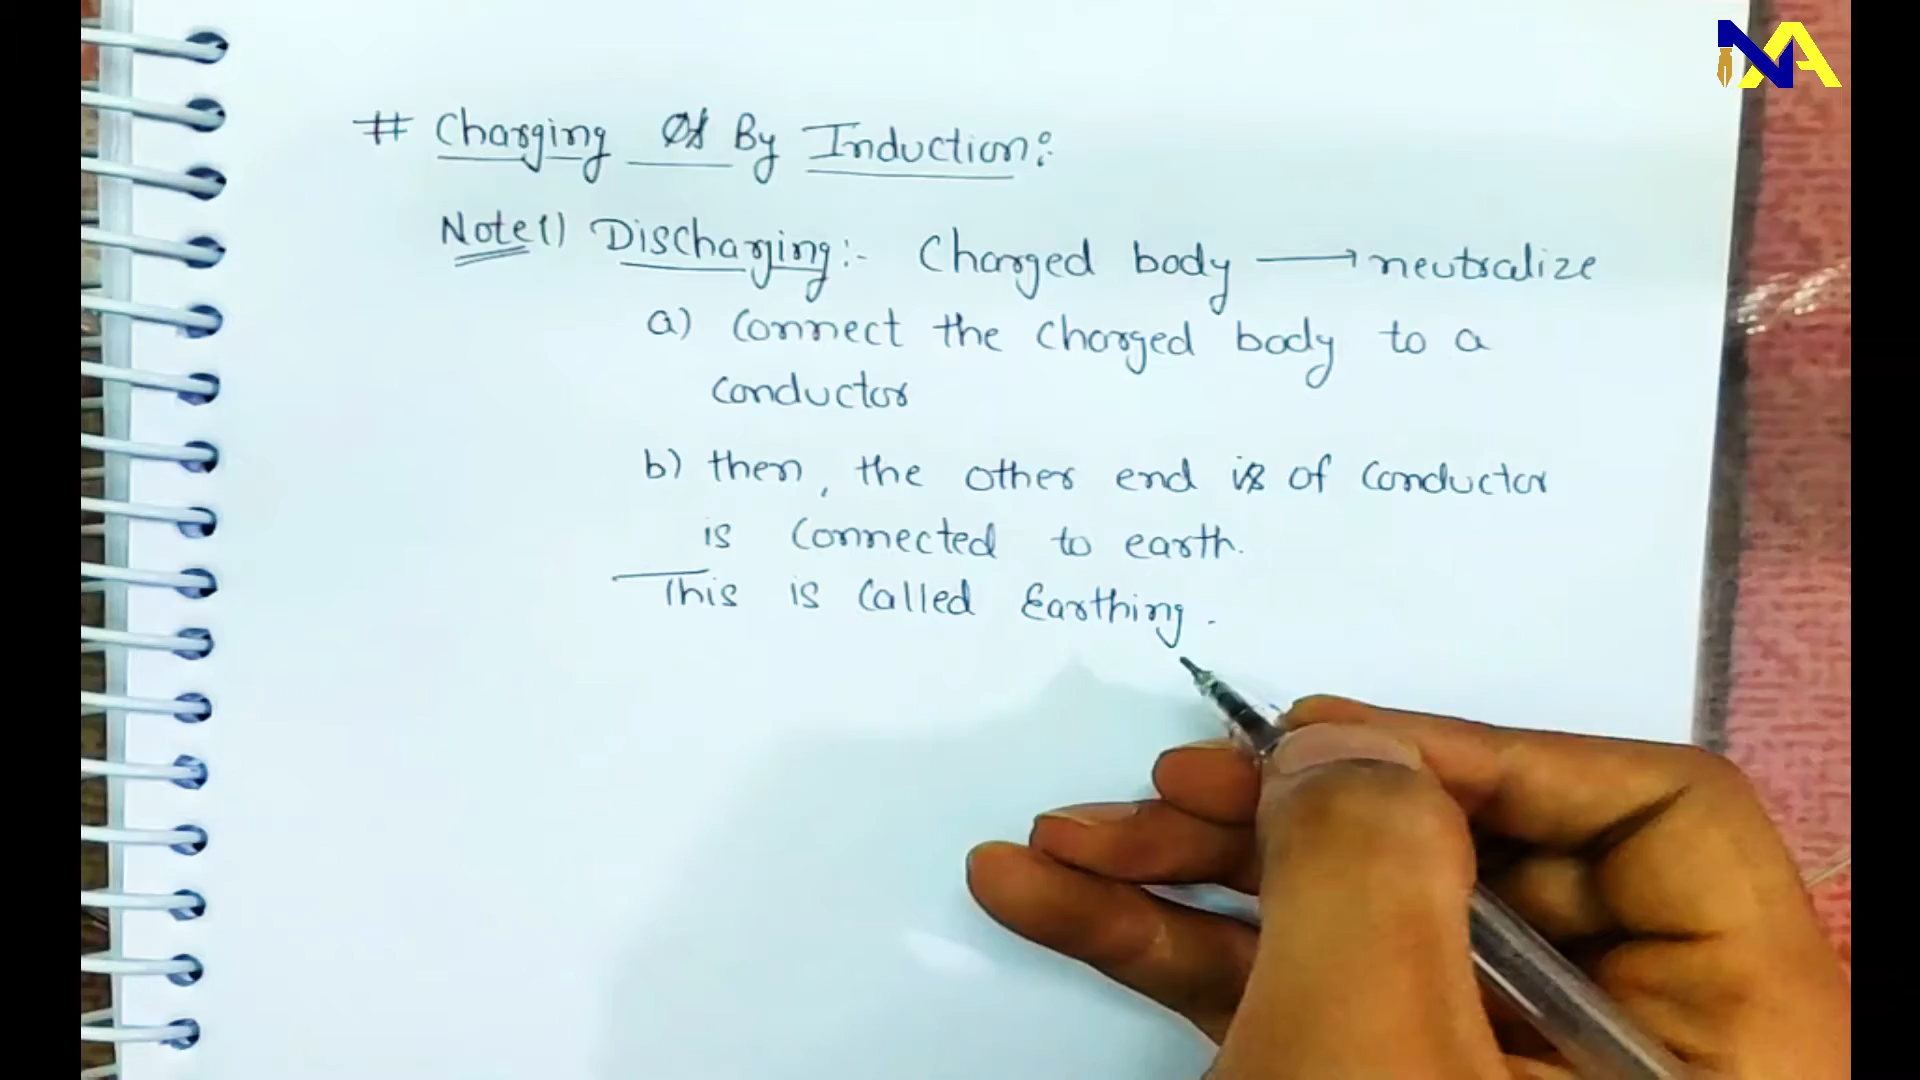 NA
# Charging By Induction:
Note 1) Discharging:- Charged body → neutralize
a) Connect the charged body to a
conductor
b) then, the other end of conductor
is connected to earth.
This is called Earthing.